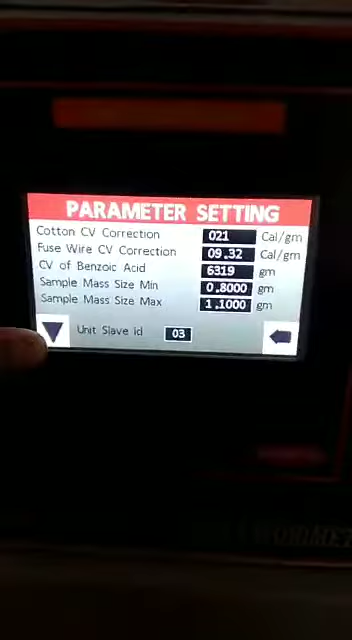 PARAMETER SETTING
Cotton CV Correction 021 Cal/gm
Fuse Wire CV Correction 09.32 Cal/gm
CV of Benzoic Acid 6319 gm
Sample Mass Size Min 0.8000 gm
Sample Mass Size Max 1.1000 gm
Unit Slave id 03